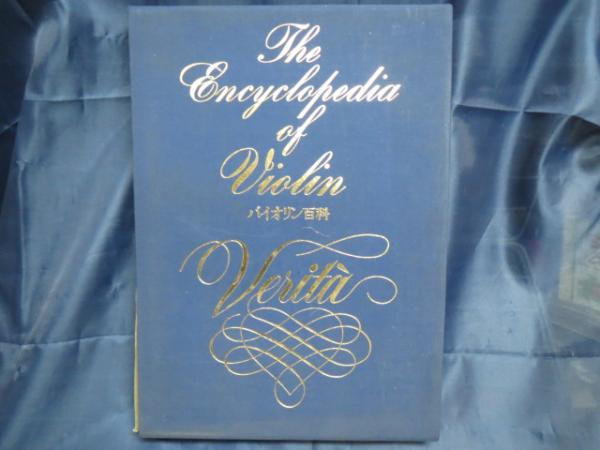 The
Encyclopedia
of
Violin
バイオリン百科
Verità